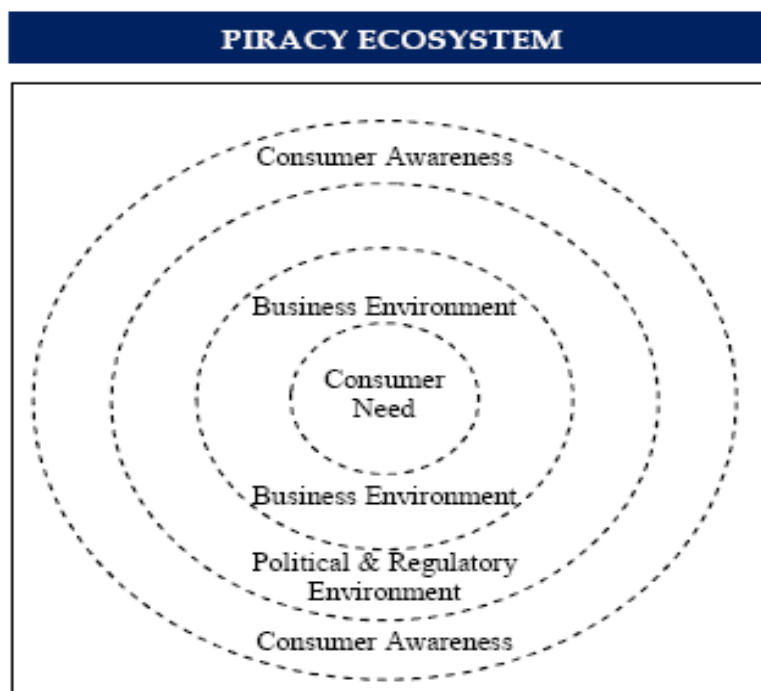 PIRACY ECOSYSTEM
Consumer Awareness
Business Environment
Consumer
Need
Business Environment
Political & Regulatory
Environment
Consumer Awareness